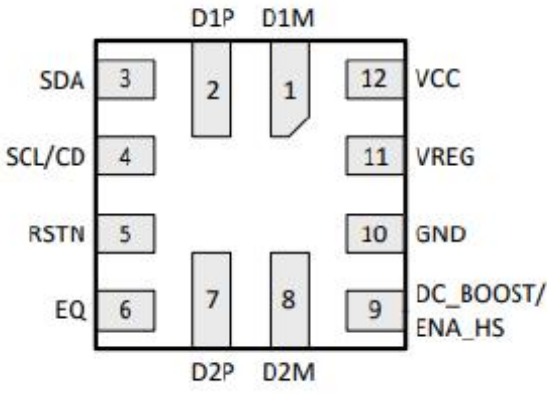 D1P D1M
SDA 3 2 1 12 VCC
SCL/CD 4 11 VREG
RSTN 5 10 GND
EQ 6 7 8 9 DC_BOOST/
ENA_HS
D2P D2M